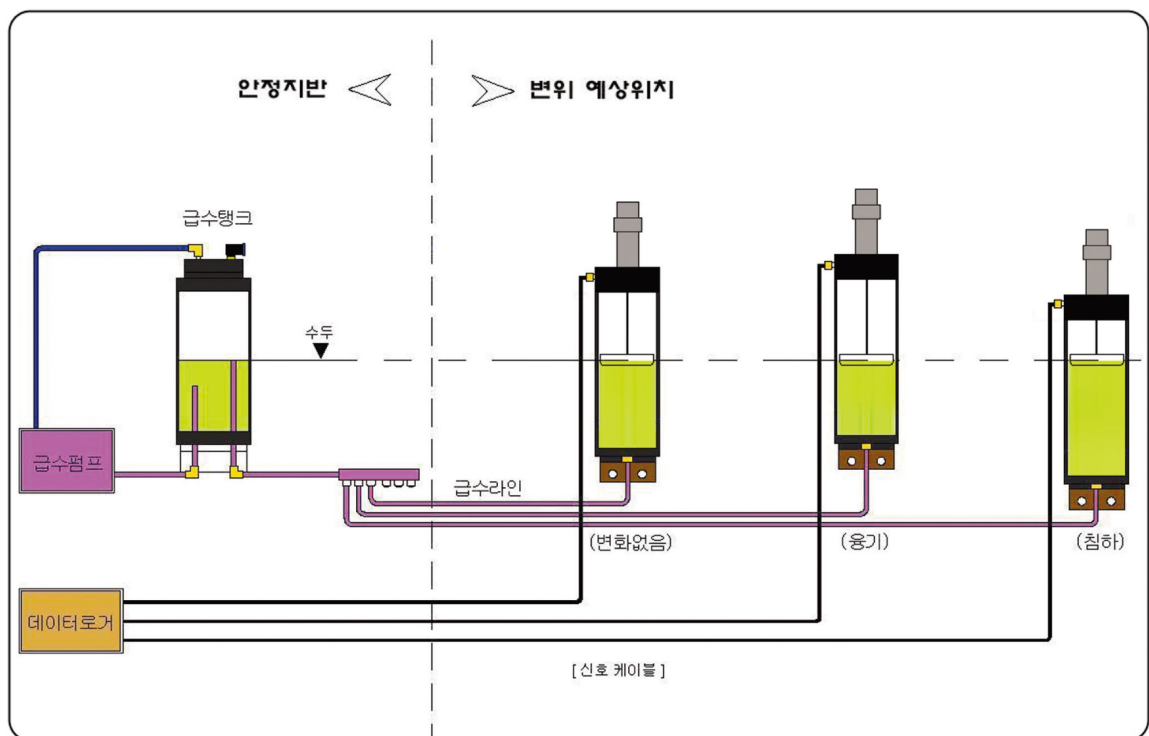 안정지반
변위 예상위치
급수탱크
수두
급수펌프
급수라인
(변화없음)
(융기)
(침하)
데이터로거
[ 신호 케이블 ]